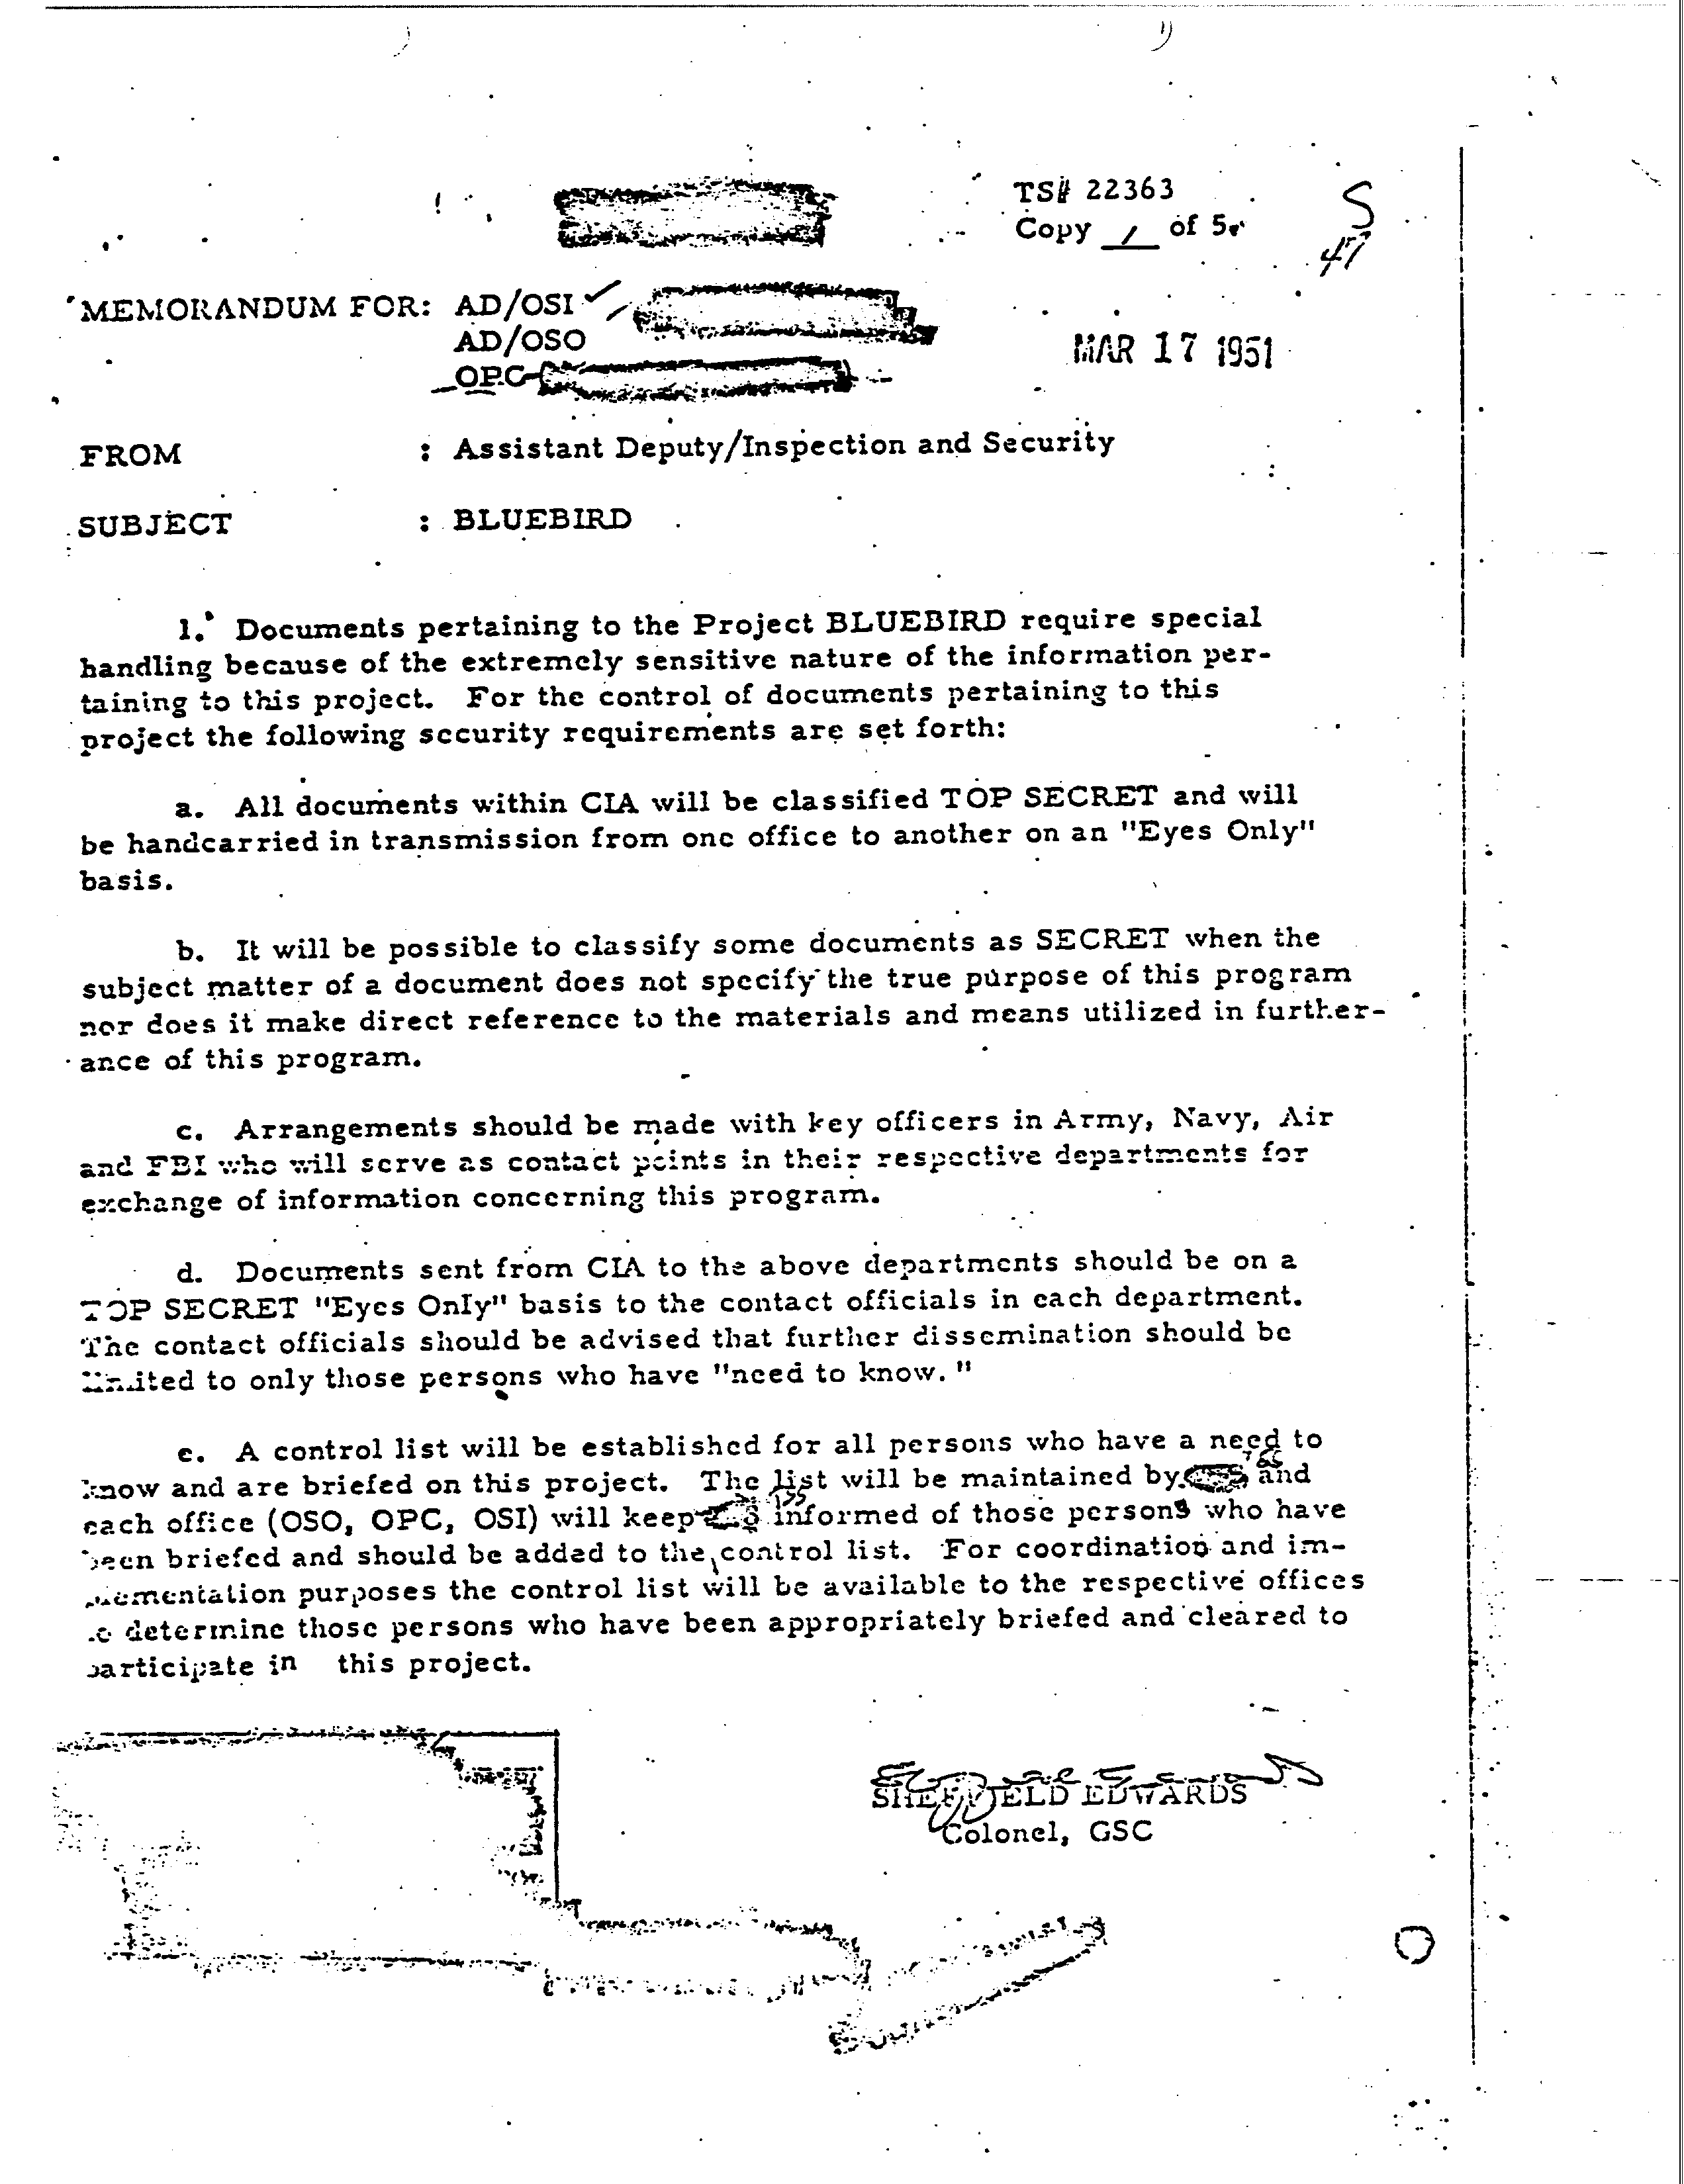 TS# 22363
Copy 1 of 5
S
47
MEMORANDUM FOR: AD/OSI
AD/OSO
OPC
MAR 17 1951
FROM : Assistant Deputy/Inspection and Security
SUBJECT : BLUEBIRD
1. Documents pertaining to the Project BLUEBIRD require special
handling because of the extremely sensitive nature of the information per-
taining to this project. For the control of documents pertaining to this
project the following security requirements are set forth:
a. All documents within CIA will be classified TOP SECRET and will
be handcarried in transmission from one office to another on an "Eyes Only"
basis.
b. It will be possible to classify some documents as SECRET when the
subject matter of a document does not specify the true purpose of this program
nor does it make direct reference to the materials and means utilized in further-
ance of this program.
c. Arrangements should be made with key officers in Army, Navy, Air
and FBI who will serve as contact points in their respective departments for
exchange of information concerning this program.
d. Documents sent from CIA to the above departments should be on a
TOP SECRET "Eyes Only" basis to the contact officials in each department.
The contact officials should be advised that further dissemination should be
limited to only those persons who have "need to know."
e. A control list will be established for all persons who have a need to
know and are briefed on this project. The list will be maintained by and
each office (OSO, OPC, OSI) will keep informed of those persons who have
been briefed and should be added to the control list. For coordination and im-
plementation purposes the control list will be available to the respective offices
to determine those persons who have been appropriately briefed and cleared to
participate in this project.
SHEFFIELD EDWARDS
Colonel, GSC